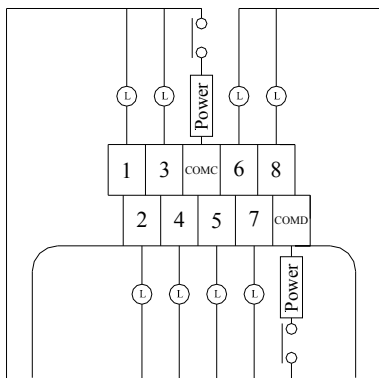 L L Power L L
1 3 COMC 6 8
2 4 5 7 COMD
L L L L Power